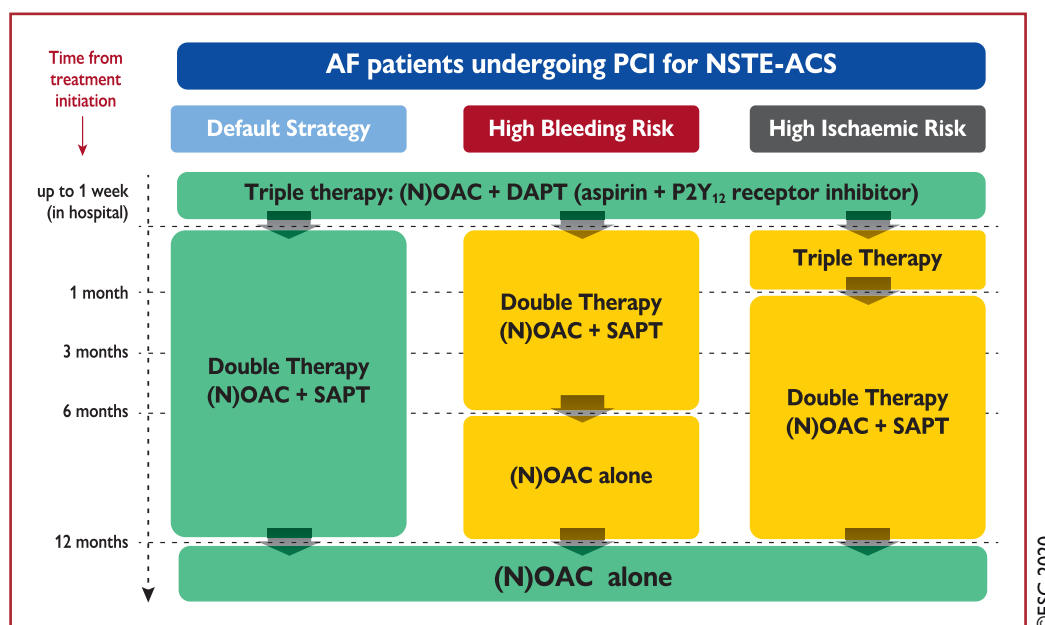 Time from
treatment
initiation
AF patients undergoing PCI for NSTE-ACS
Default Strategy
High Bleeding Risk
High Ischaemic Risk
up to 1 week
(in hospital)
Triple therapy: (N)OAC + DAPT (aspirin + P2Y₁₂ receptor inhibitor)
Triple Therapy
1 month
Double Therapy
(N)OAC + SAPT
3 months
Double Therapy
(N)OAC + SAPT
Double Therapy
(N)OAC + SAPT
6 months
(N)OAC alone
12 months
(N)OAC alone
©ESC 2020